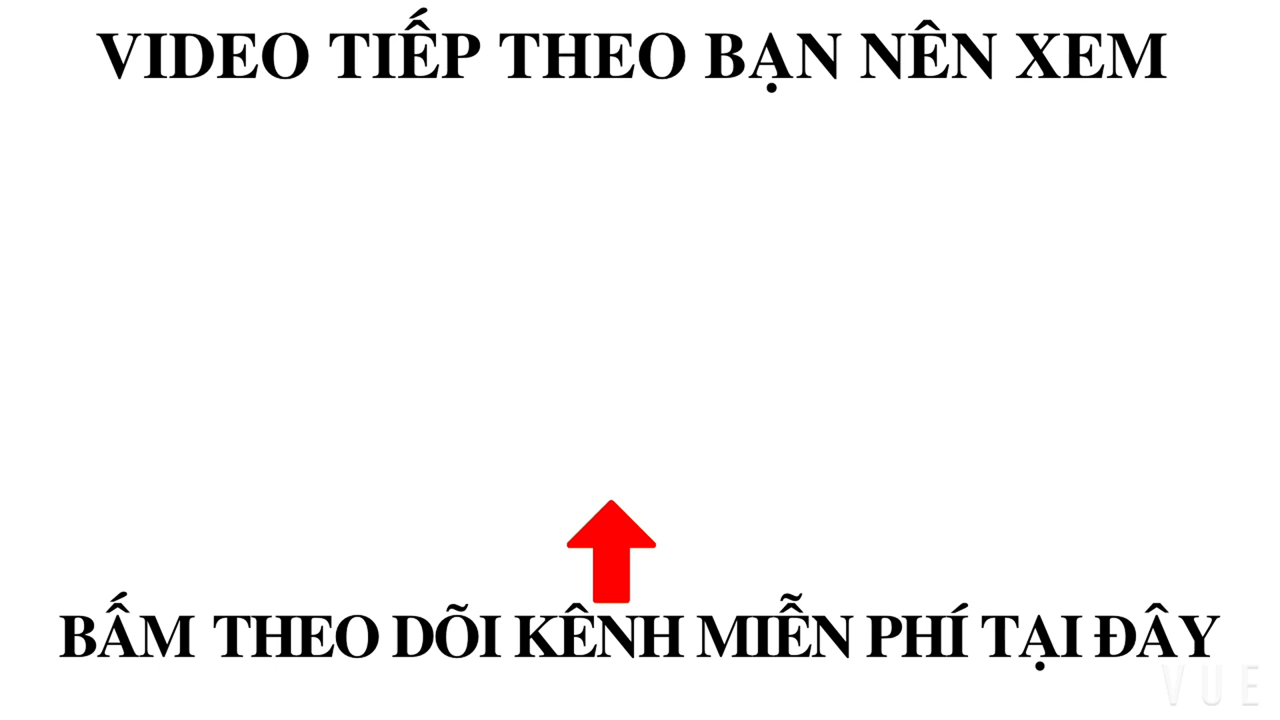 VIDEO TIẾP THEO BẠN NÊN XEM
BẤM THEO DÕI KÊNH MIỄN PHÍ TẠI ĐÂY
VUE